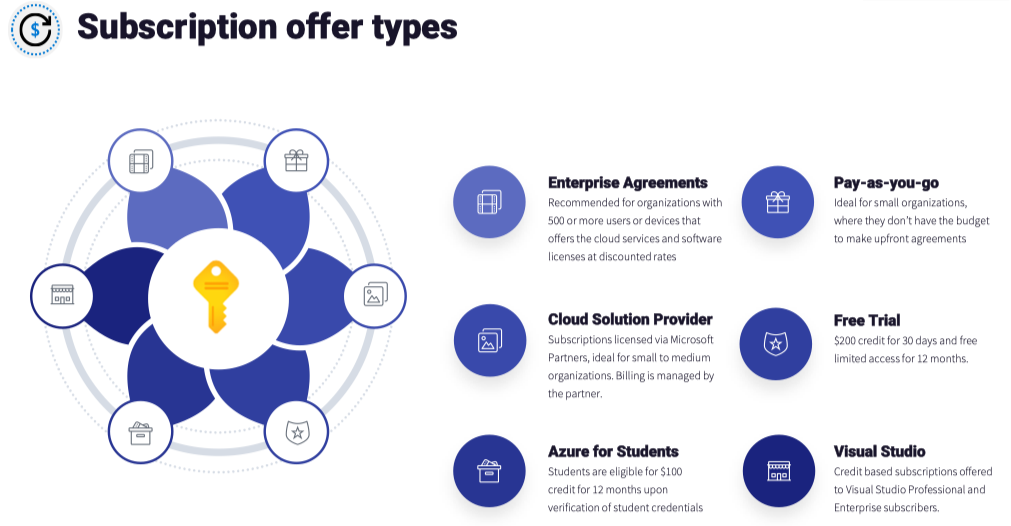 $ Subscription offer types
Enterprise Agreements
Recommended for organizations with
500 or more users or devices that
offers the cloud services and software
licenses at discounted rates
Pay-as-you-go
Ideal for small organizations,
where they don't have the budget
to make upfront agreements
Cloud Solution Provider
Subscriptions licensed via Microsoft
Partners, ideal for small to medium
organizations. Billing is managed by
the partner.
Free Trial
$200 credit for 30 days and free
limited access for 12 months.
Azure for Students
Students are eligible for $100
credit for 12 months upon
verification of student credentials
Visual Studio
Credit based subscriptions offered
to Visual Studio Professional and
Enterprise subscribers.